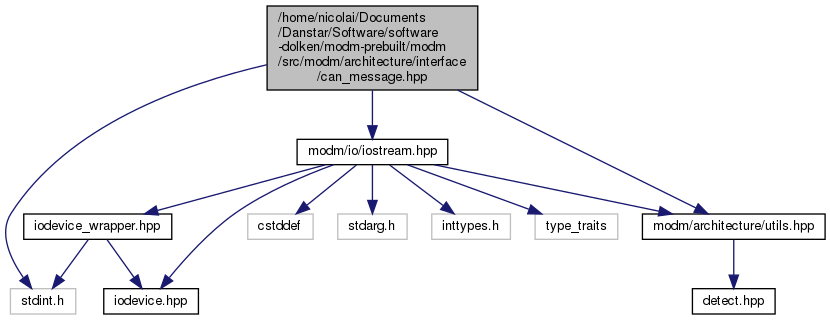 /home/nicolai/Documents
/Danstar/Software/software
-dolken/modm-prebuilt/modm
/src/modm/architecture/interface
/can_message.hpp
modm/io/iostream.hpp
iodevice_wrapper.hpp
cstddef
stdarg.h
inttypes.h
type_traits
modm/architecture/utils.hpp
stdint.h
iodevice.hpp
detect.hpp